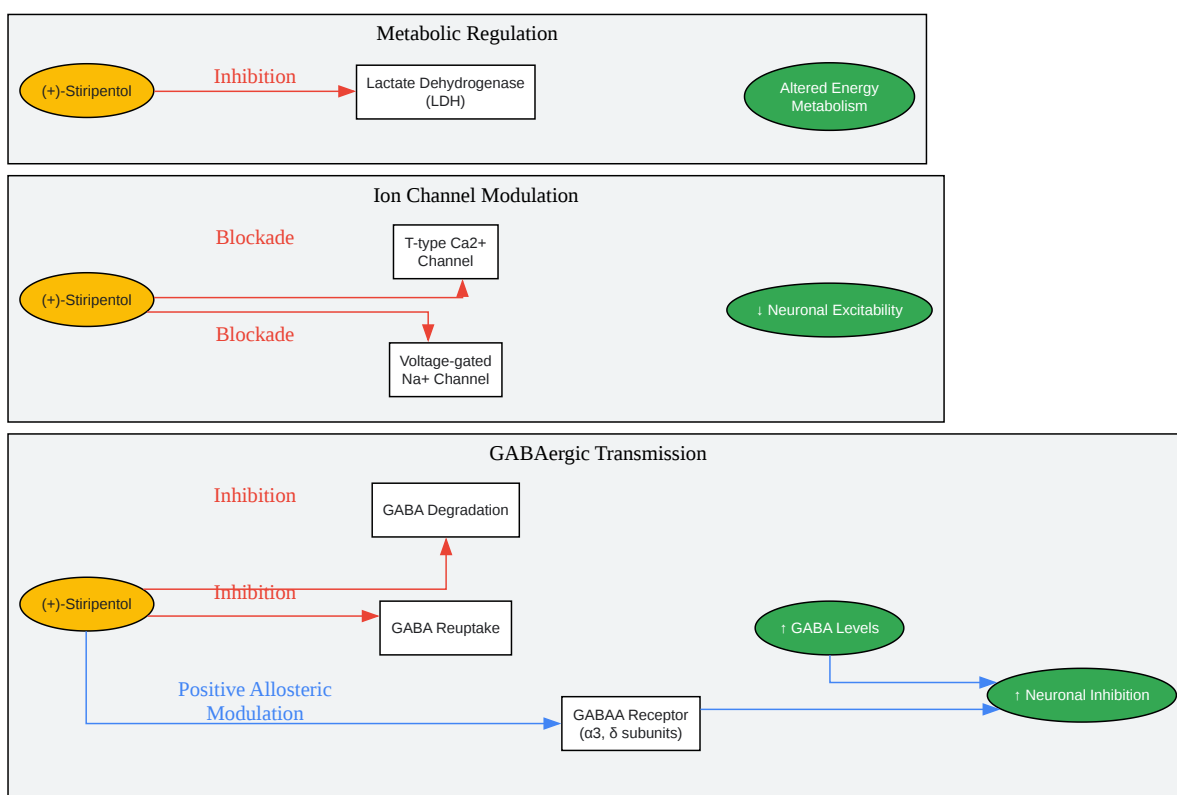 Metabolic Regulation
(+)-Stiripentol
Inhibition
Lactate Dehydrogenase
(LDH)
Altered Energy
Metabolism
Ion Channel Modulation
Blockade
T-type Ca2+
Channel
(+)-Stiripentol
↓ Neuronal Excitability
Blockade
Voltage-gated
Na+ Channel
GABAergic Transmission
Inhibition
GABA Degradation
(+)-Stiripentol
Inhibition
GABA Reuptake
↑ GABA Levels
Positive Allosteric
Modulation
GABAA Receptor
(α3, δ subunits)
↑ Neuronal Inhibition